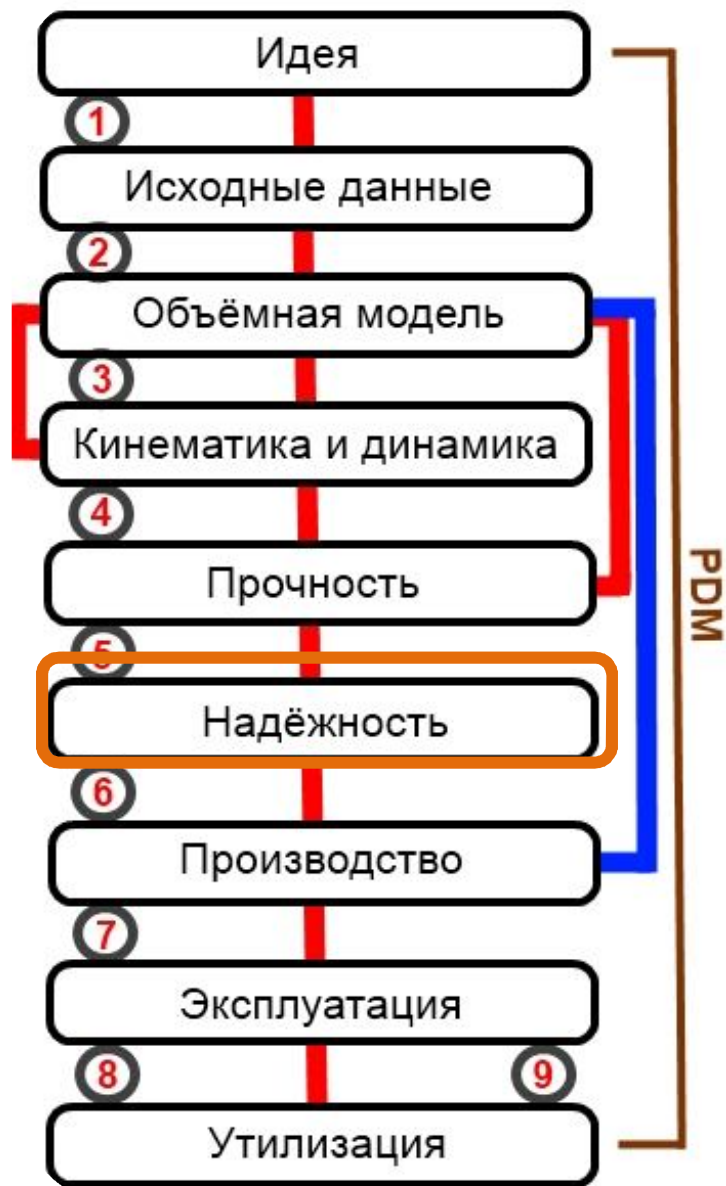 Идея
1
Исходные данные
2
Объёмная модель
3
Кинематика и динамика
4
Прочность
5
Надёжность
6
Производство
7
Эксплуатация
8
9
Утилизация
PDM